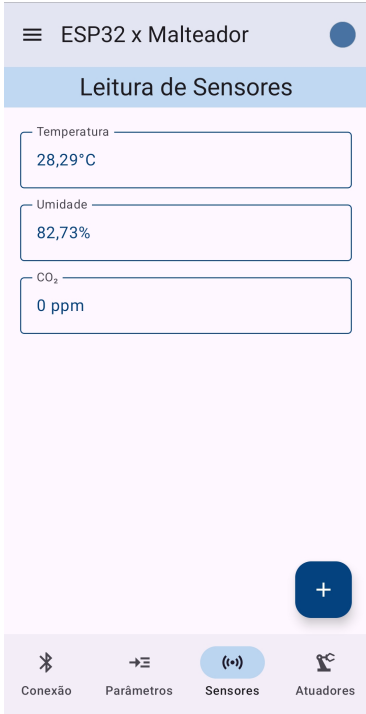 ESP32 x Malteador
Leitura de Sensores
Temperatura
28,29°C
Umidade
82,73%
CO₂
0 ppm
+
Conexão Parâmetros Sensores Atuadores